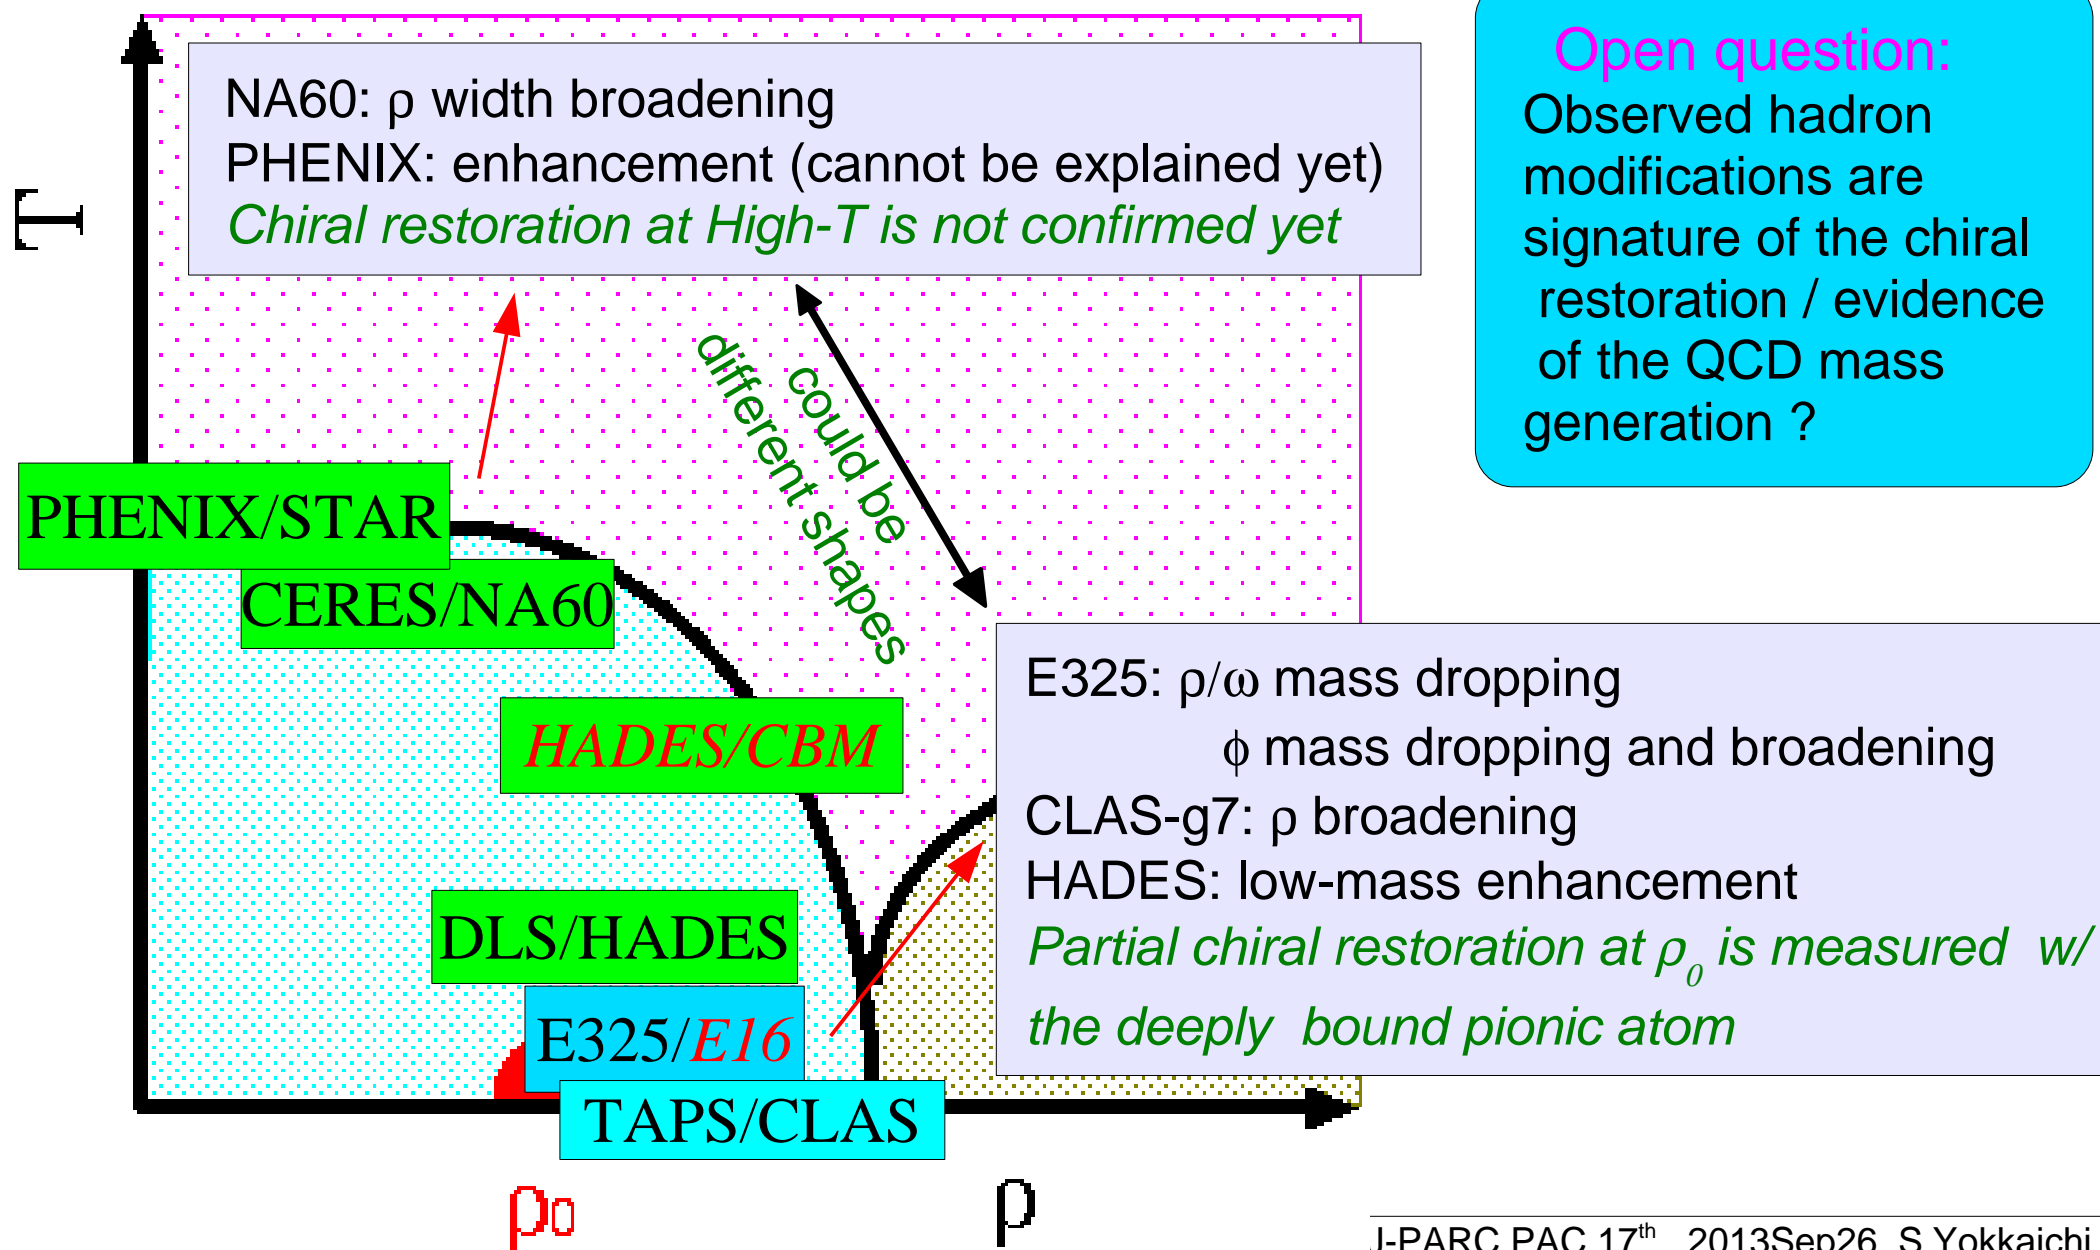 NA60: ρ width broadening
PHENIX: enhancement (cannot be explained yet)
Chiral restoration at High-T is not confirmed yet
Open question:
Observed hadron
modifications are
signature of the chiral
restoration / evidence
of the QCD mass
generation ?
T
could be
different shapes
PHENIX/STAR
CERES/NA60
HADES/CBM
DLS/HADES
E325/E16
TAPS/CLAS
E325: ρ/ω mass dropping
ϕ mass dropping and broadening
CLAS-g7: ρ broadening
HADES: low-mass enhancement
Partial chiral restoration at ρ₀ is measured w/
the deeply bound pionic atom
ρ₀
ρ
J-PARC PAC 17th 2013Sep26 S.Yokkaichi